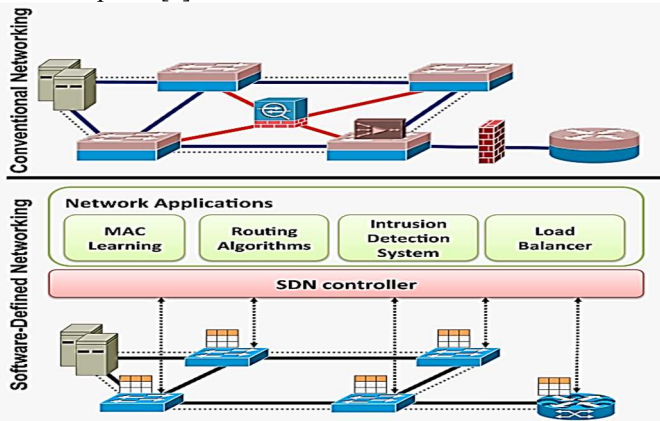 Conventional Networking
Software-Defined Networking
Network Applications
MAC
Learning
Routing
Algorithms
Intrusion
Detection
System
Load
Balancer
SDN controller